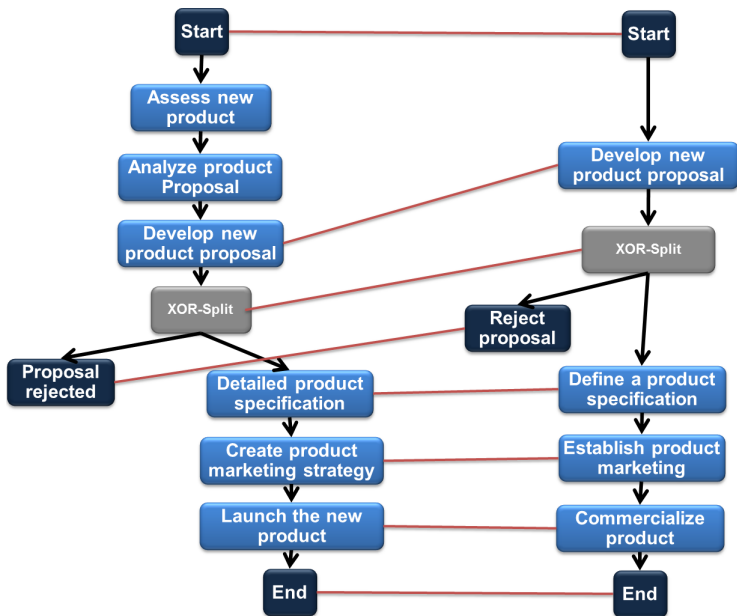 Start
Start
Assess new
product
Analyze product
Proposal
Develop new
product proposal
Develop new
product proposal
XOR-Split
XOR-Split
Reject
proposal
Proposal
rejected
Detailed product
specification
Define a product
specification
Create product
marketing strategy
Establish product
marketing
Launch the new
product
Commercialize
product
End
End